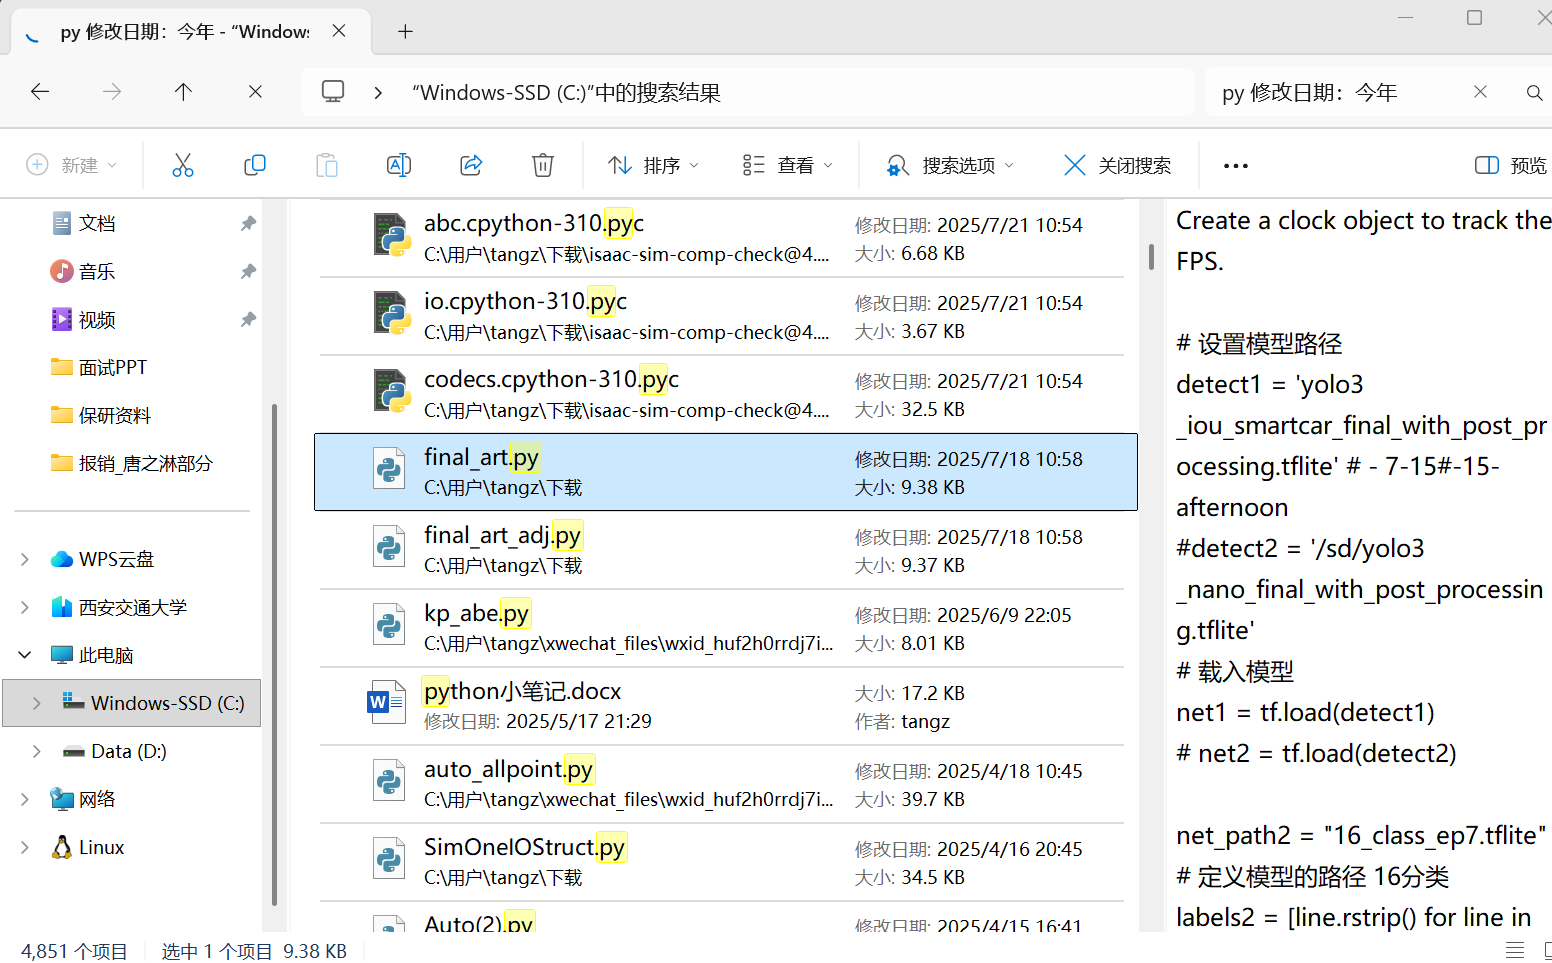 py 修改日期：今年 - “Windows
“Windows-SSD (C:)”中的搜索结果
py 修改日期：今年
新建
排序
查看
搜索选项
关闭搜索
预览
文档
音乐
视频
面试PPT
保研资料
报销_唐之淋部分
WPS云盘
西安交通大学
此电脑
Windows-SSD (C:)
Data (D:)
网络
Linux
abc.cpython-310.pyc
修改日期: 2025/7/21 10:54
C:\用户\tangz\下载\isaac-sim-comp-check@4....
大小: 6.68 KB
io.cpython-310.pyc
修改日期: 2025/7/21 10:54
C:\用户\tangz\下载\isaac-sim-comp-check@4....
大小: 3.67 KB
codecs.cpython-310.pyc
修改日期: 2025/7/21 10:54
C:\用户\tangz\下载\isaac-sim-comp-check@4....
大小: 32.5 KB
final_art.py
修改日期: 2025/7/18 10:58
C:\用户\tangz\下载
大小: 9.38 KB
final_art_adj.py
修改日期: 2025/7/18 10:58
C:\用户\tangz\下载
大小: 9.37 KB
kp_abe.py
修改日期: 2025/6/9 22:05
C:\用户\tangz\xwechat_files\wxid_huf2h0rrdj7i...
大小: 8.01 KB
python小笔记.docx
大小: 17.2 KB
修改日期: 2025/5/17 21:29
作者: tangz
auto_allpoint.py
修改日期: 2025/4/18 10:45
C:\用户\tangz\xwechat_files\wxid_huf2h0rrdj7i...
大小: 39.7 KB
SimOneIOStruct.py
修改日期: 2025/4/16 20:45
C:\用户\tangz\下载
大小: 34.5 KB
Auto(2).py
修改日期: 2025/4/15 16:41
Create a clock object to track the
FPS.
# 设置模型路径
detect1 = 'yolo3
_iou_smartcar_final_with_post_pr
ocessing.tflite' # - 7-15#-15-
afternoon
#detect2 = '/sd/yolo3
_nano_final_with_post_processin
g.tflite'
# 载入模型
net1 = tf.load(detect1)
# net2 = tf.load(detect2)
net_path2 = "16_class_ep7.tflite"
# 定义模型的路径 16分类
labels2 = [line.rstrip() for line in
4,851 个项目
选中 1 个项目 9.38 KB